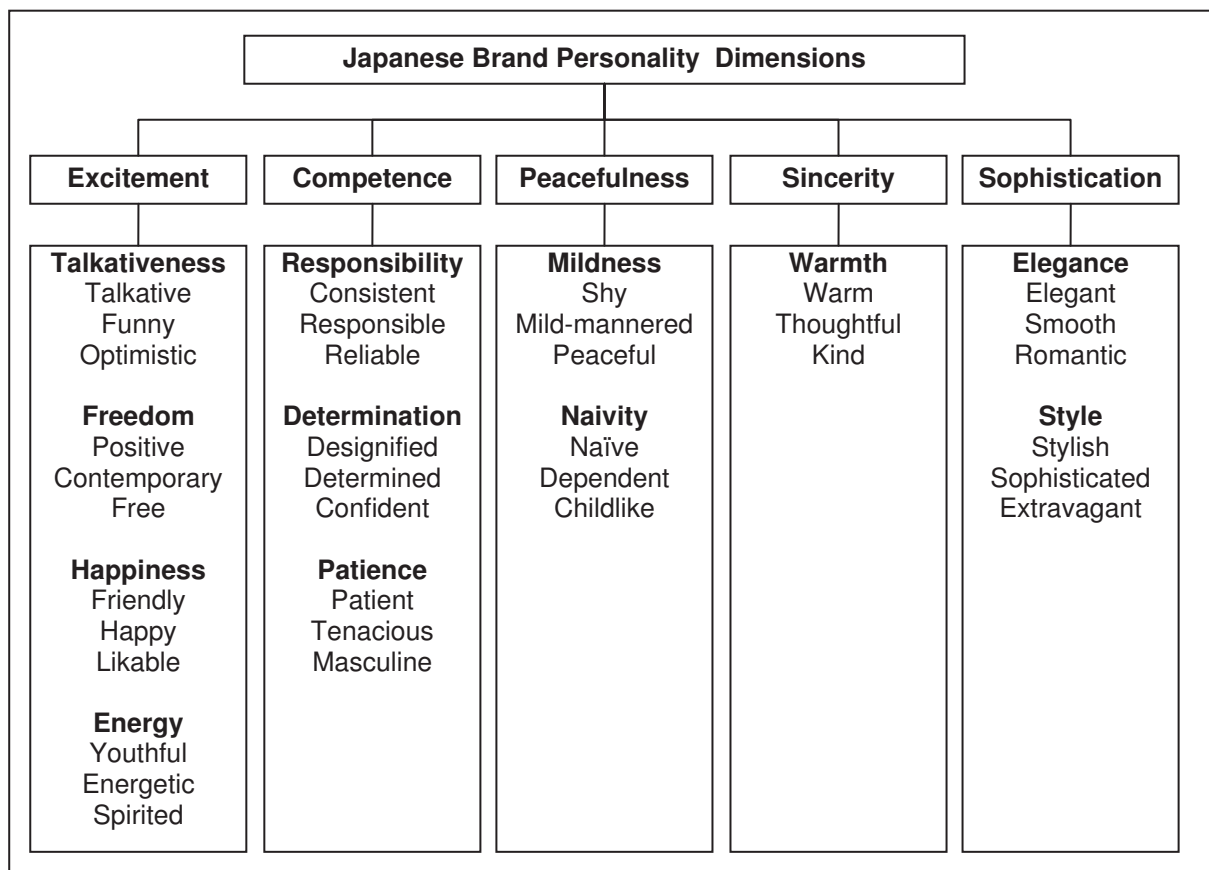 Japanese Brand Personality Dimensions
Excitement
Talkativeness
Talkative
Funny
Optimistic
Freedom
Positive
Contemporary
Free
Happiness
Friendly
Happy
Likable
Energy
Youthful
Energetic
Spirited
Competence
Responsibility
Consistent
Responsible
Reliable
Determination
Designified
Determined
Confident
Patience
Patient
Tenacious
Masculine
Peacefulness
Mildness
Shy
Mild-mannered
Peaceful
Naivity
Naïve
Dependent
Childlike
Sincerity
Warmth
Warm
Thoughtful
Kind
Sophistication
Elegance
Elegant
Smooth
Romantic
Style
Stylish
Sophisticated
Extravagant